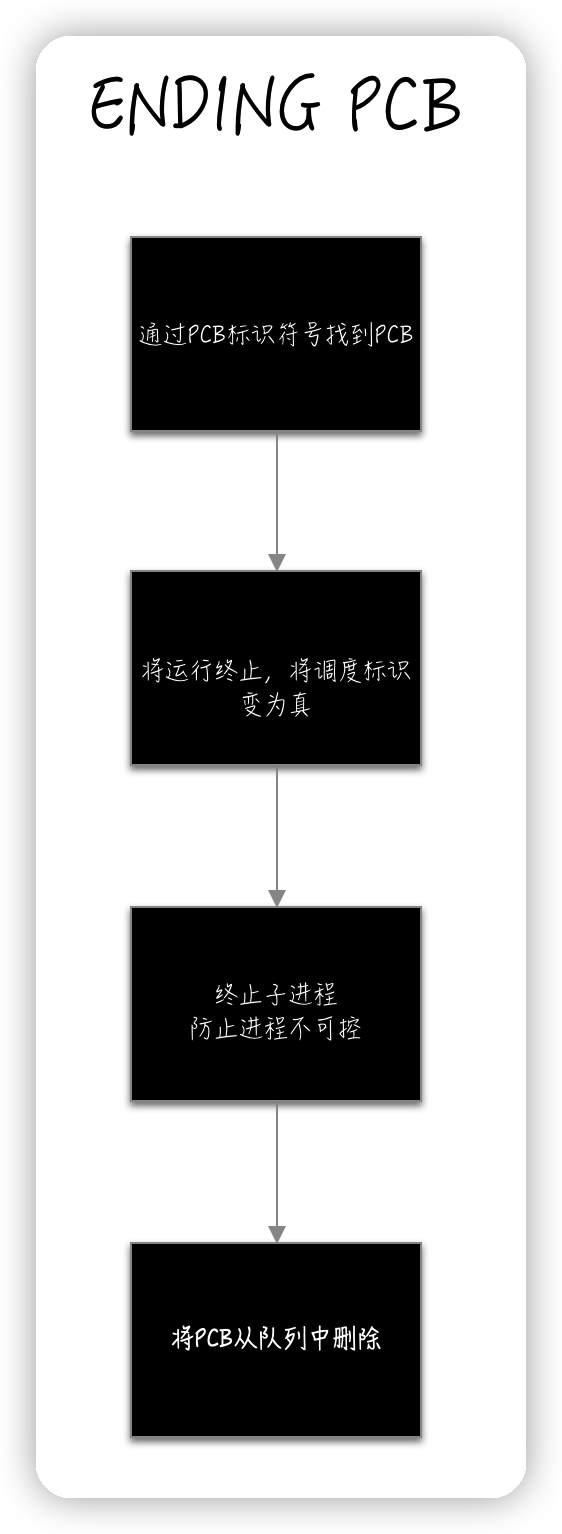 ENDING PCB
通过PCB标识符号找到PCB
将运行终止，将调度标识
变为真
终止子进程
防止进程不可控
将PCB从队列中删除